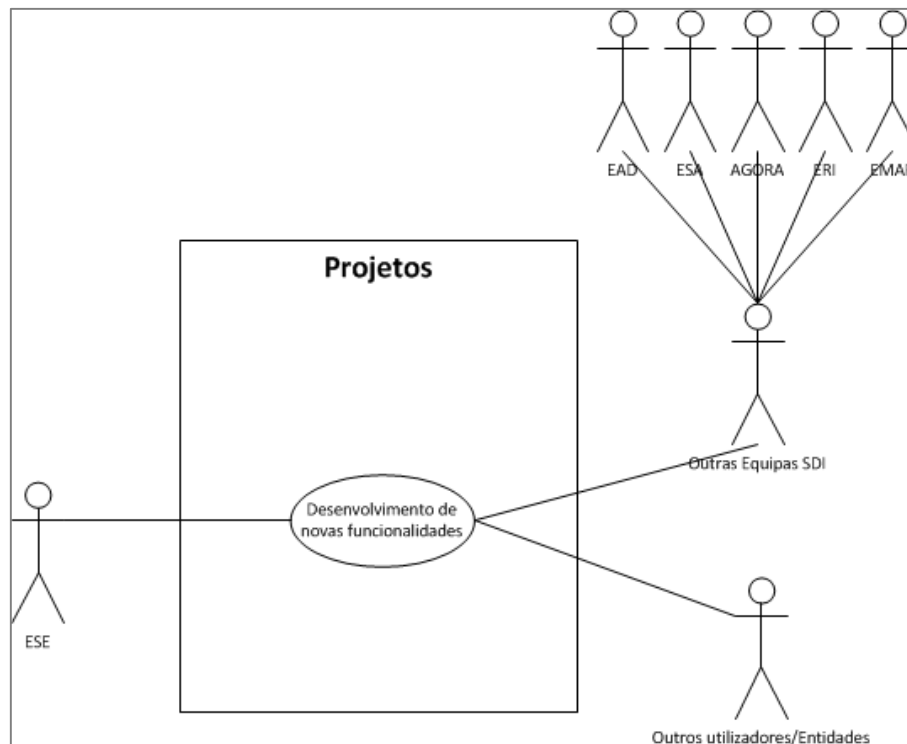 EAD ESA AGORA ERI
Projetos
Outras Equipas SDI
Desenvolvimento de
novas funcionalidades
ESE
Outros utilizadores/Entidades